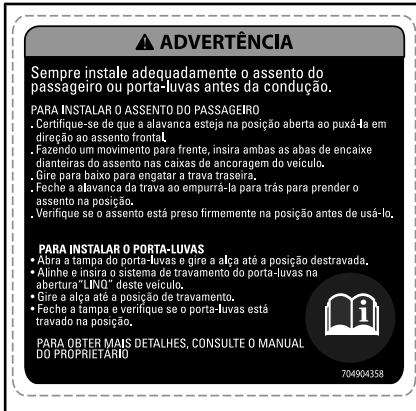 ADVERTÊNCIA
Sempre instale adequadamente o assento do
passageiro ou porta-luvas antes da condução.
PARA INSTALAR O ASSENTO DO PASSAGEIRO
. Certifique-se de que a alavanca esteja na posição aberta ao puxá-la em
direção ao assento frontal.
. Fazendo um movimento para frente, insira ambas as abas de encaixe
dianteiras do assento nas caixas de ancoragem do veículo.
. Gire para baixo para engatar a trava traseira.
. Feche a alavanca da trava ao empurrá-la para trás para prender o
assento na posição.
. Verifique se o assento está preso firmemente na posição antes de usá-lo.
PARA INSTALAR O PORTA-LUVAS
• Abra a tampa do porta-luvas e gire a alça até a posição destravada.
• Alinhe e insira o sistema de travamento do porta-luvas na
abertura"LINQ" deste veículo.
• Gire a alça até a posição de travamento.
• Feche a tampa e verifique se o porta-luvas está
travado na posição.
PARA OBTER MAIS DETALHES, CONSULTE O MANUAL
DO PROPRIETÁRIO
704904358